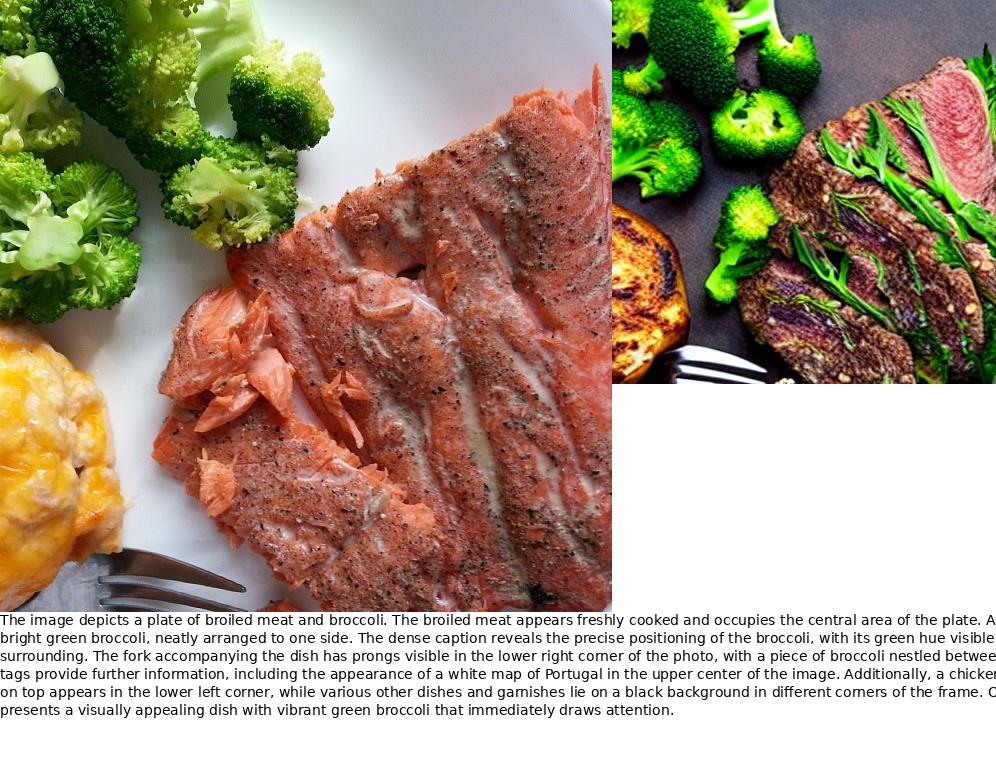 The image depicts a plate of broiled meat and broccoli. The broiled meat appears freshly cooked and occupies the central area of the plate. A
bright green broccoli, neatly arranged to one side. The dense caption reveals the precise positioning of the broccoli, with its green hue visible
surrounding. The fork accompanying the dish has prongs visible in the lower right corner of the photo, with a piece of broccoli nestled betwee
tags provide further information, including the appearance of a white map of Portugal in the upper center of the image. Additionally, a chicke
on top appears in the lower left corner, while various other dishes and garnishes lie on a black background in different corners of the frame.
presents a visually appealing dish with vibrant green broccoli that immediately draws attention.